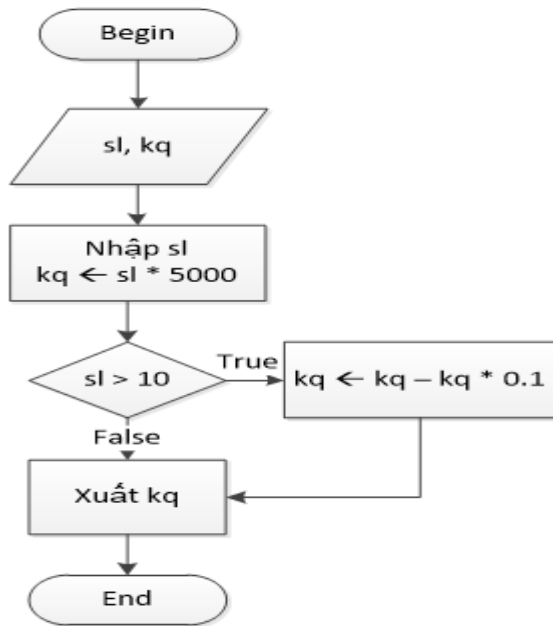 Begin
sl, kq
Nhập sl
kq ← sl * 5000
sl > 10
True
kq ← kq – kq * 0.1
False
Xuất kq
End